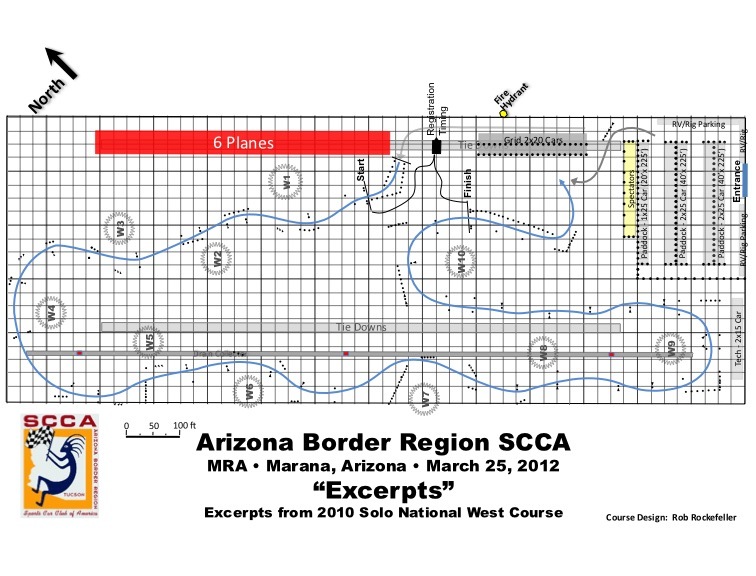 North
Fire
Hydrant
Registration
Timing
RV/Rig Parking
6 Planes
Tie
Grid 2x20 Cars
RV/Rig
Start
Finish
Spectators
Paddock - 1x25 Car (20'x 225')
Paddock - 2x25 Car (40'x 225')
Paddock - 2x25 Car (40'x 225')
Entrance
RV/Rig Parking
W1
W2
W3
W4
W5
W6
W7
W8
W9
W10
Tie Downs
Tech - 2x15 Car
0 50 100 ft
SCCA
ARIZONA BORDER REGION
TUCSON
Sports Car Club of America
Arizona Border Region SCCA
MRA • Marana, Arizona • March 25, 2012
“Excerpts”
Excerpts from 2010 Solo National West Course
Course Design: Rob Rockefeller